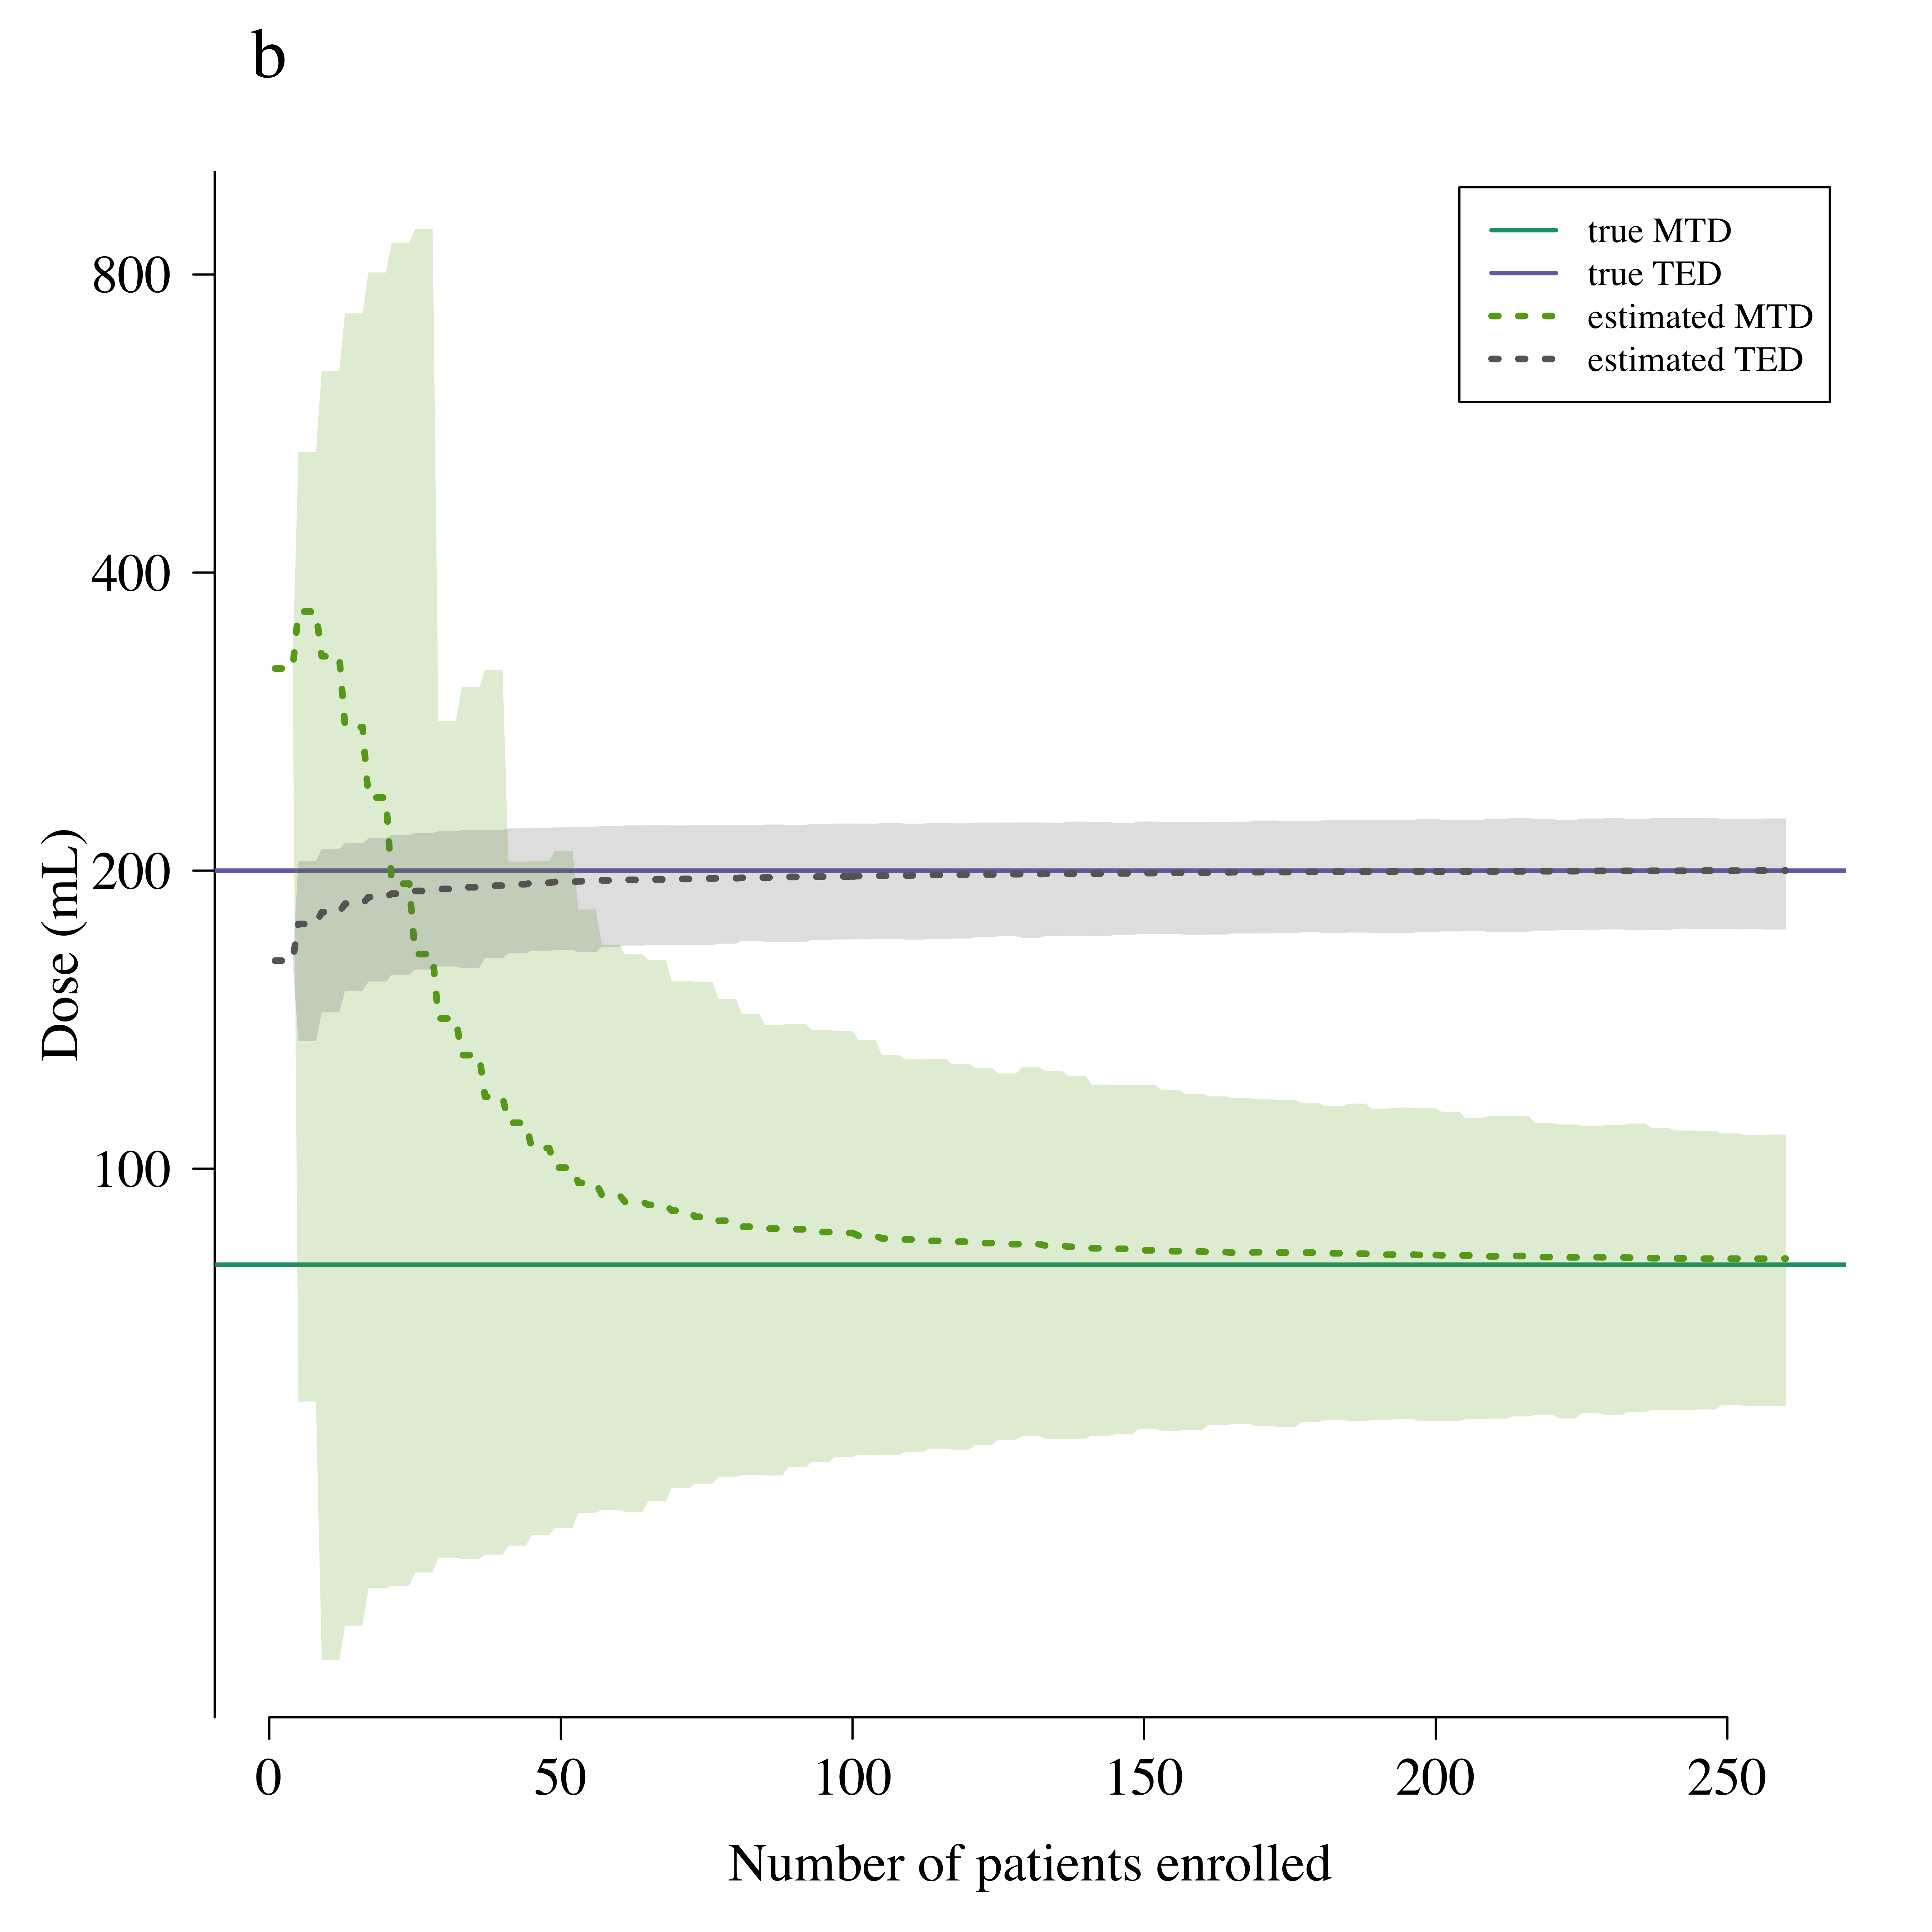 b
true MTD
true TED
estimated MTD
estimated TED
800
400
200
100
Dose (mL)
0 50 100 150 200 250
Number of patients enrolled